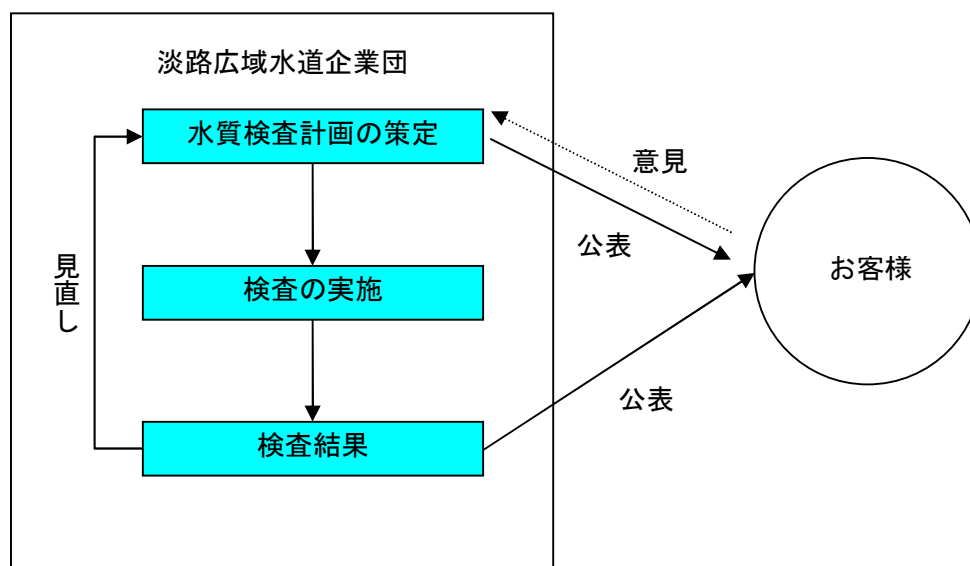 淡路広域水道企業団
水質検査計画の策定
意見
公表
見直し
検査の実施
お客様
公表
検査結果